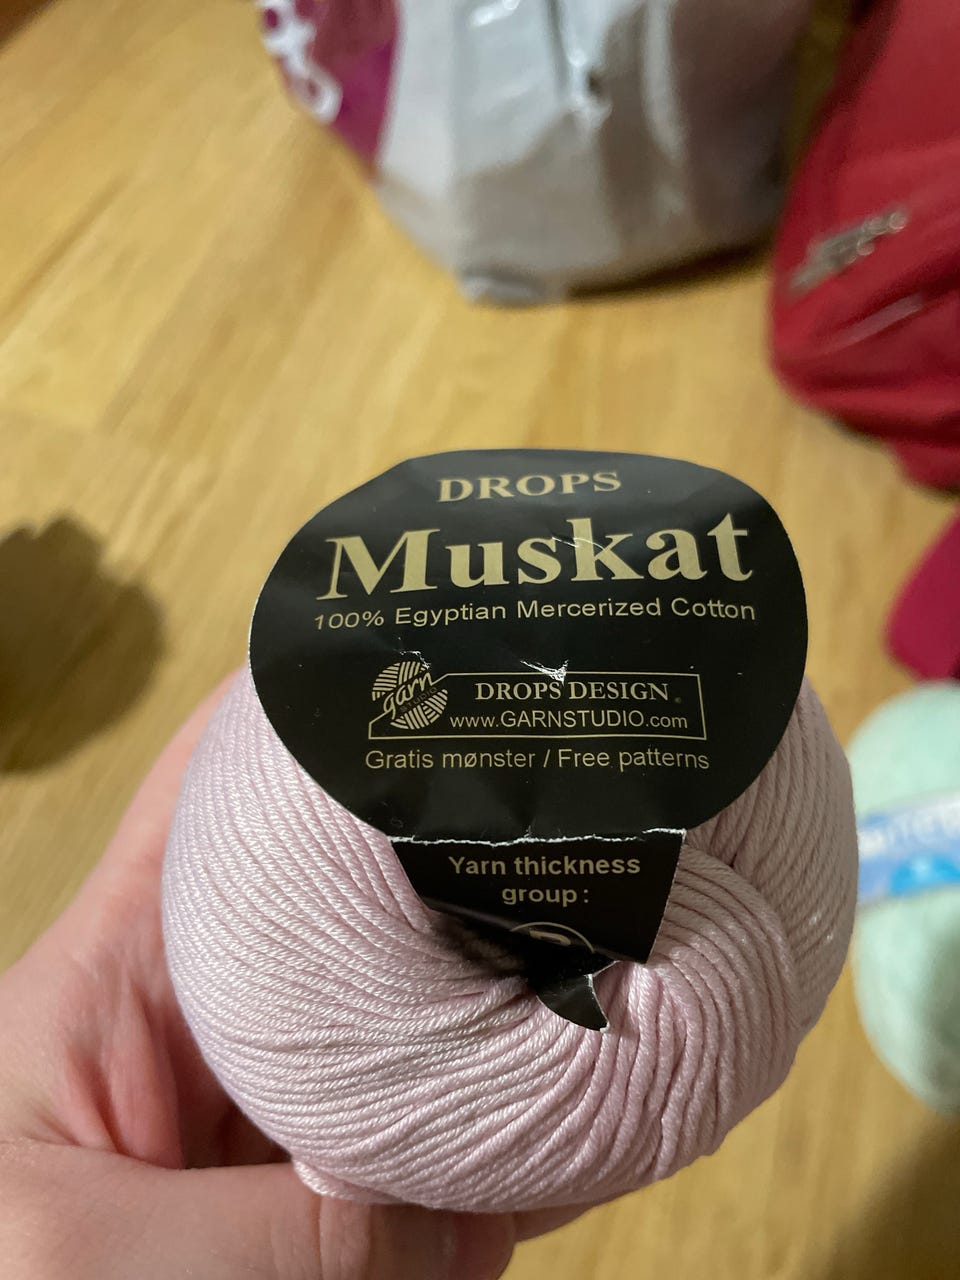 DROPS
Muskat
100% Egyptian Mercerized Cotton
garn
DROPS DESIGN
www.GARNSTUDIO.com
Gratis mønster / Free patterns
Yarn thickness
group: